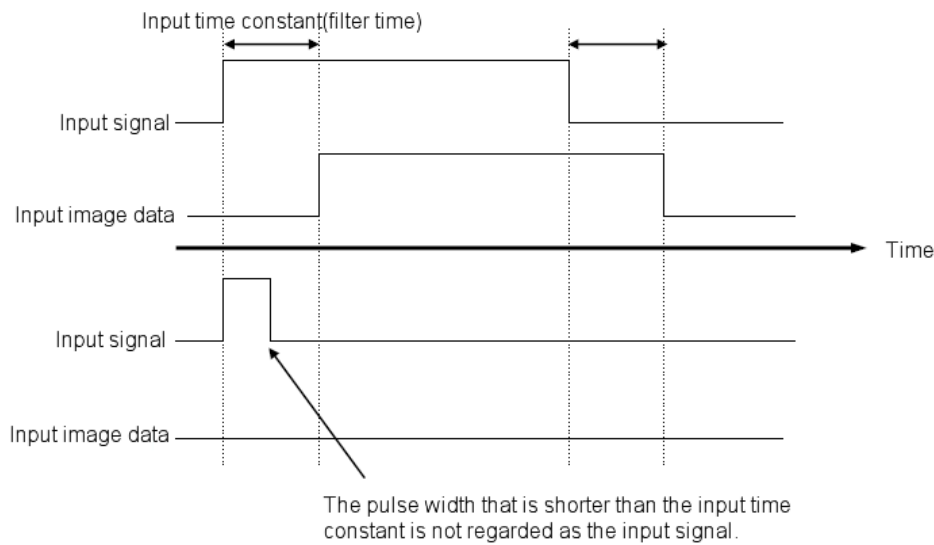 Input time constant(filter time)
Input signal
Input image data
Time
Input signal
Input image data
The pulse width that is shorter than the input time
constant is not regarded as the input signal.